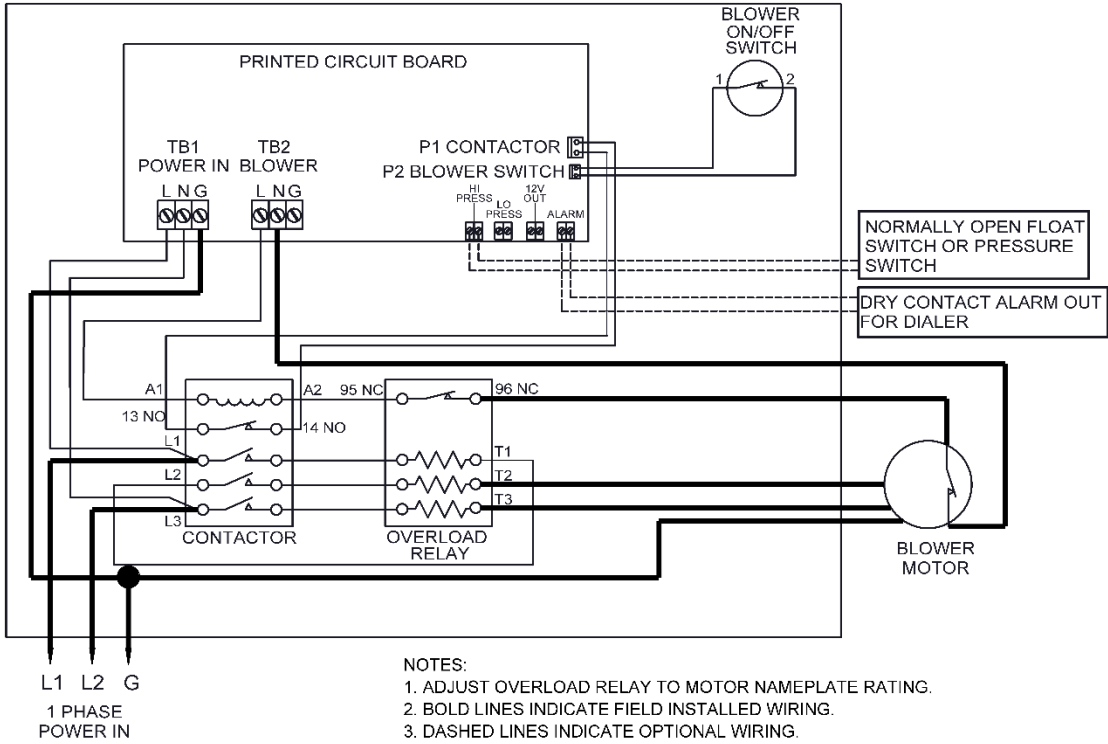 BLOWER
ON/OFF
SWITCH
PRINTED CIRCUIT BOARD
1
2
TB1
POWER IN
TB2
BLOWER
P1 CONTACTOR
P2 BLOWER SWITCH
L N G
L N G
HI
PRESS
LO
PRESS
12V
OUT
ALARM
NORMALLY OPEN FLOAT
SWITCH OR PRESSURE
SWITCH
DRY CONTACT ALARM OUT
FOR DIALER
A1
A2
95 NC
96 NC
13 NO
14 NO
L1
T1
L2
T2
L3
T3
CONTACTOR
OVERLOAD
RELAY
BLOWER
MOTOR
L1 L2 G
1 PHASE
POWER IN
NOTES:
1. ADJUST OVERLOAD RELAY TO MOTOR NAMEPLATE RATING.
2. BOLD LINES INDICATE FIELD INSTALLED WIRING.
3. DASHED LINES INDICATE OPTIONAL WIRING.